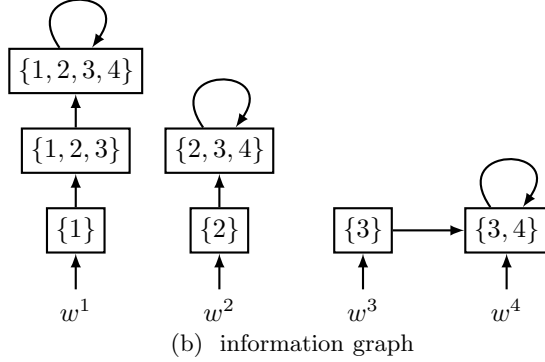 {1, 2, 3, 4}
{1, 2, 3}
{2, 3, 4}
{1}
{2}
{3}
{3, 4}
w^1
w^2
w^3
w^4
(b) information graph